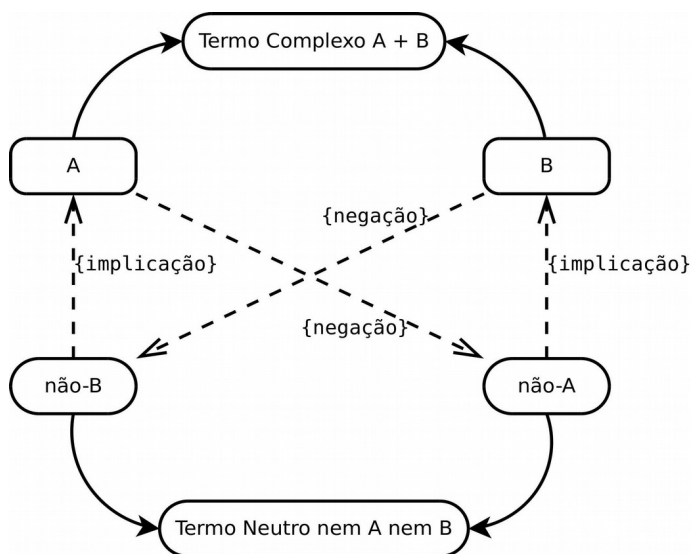 Termo Complexo A + B
A
B
{negação}
{implicação}
{implicação}
{negação}
não-B
não-A
Termo Neutro nem A nem B